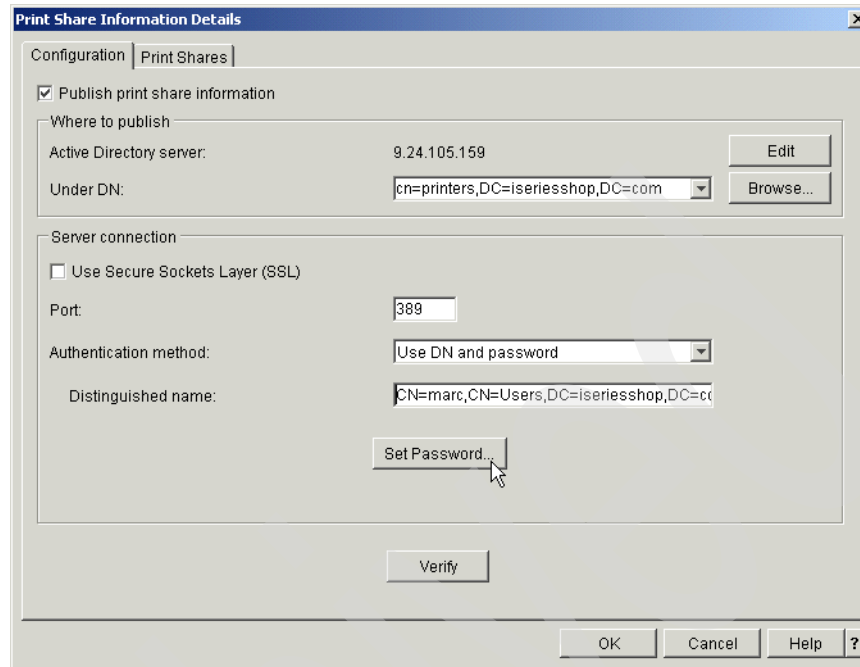 Print Share Information Details
Configuration Print Shares
Publish print share information
Where to publish
Active Directory server: 9.24.105.159 Edit
Under DN: cn=printers,DC=iseriesshop,DC=com Browse...
Server connection
Use Secure Sockets Layer (SSL)
Port: 389
Authentication method: Use DN and password
Distinguished name: CN=marc,CN=Users,DC=iseriesshop,DC=co
Set Password...
Verify
OK Cancel Help ?